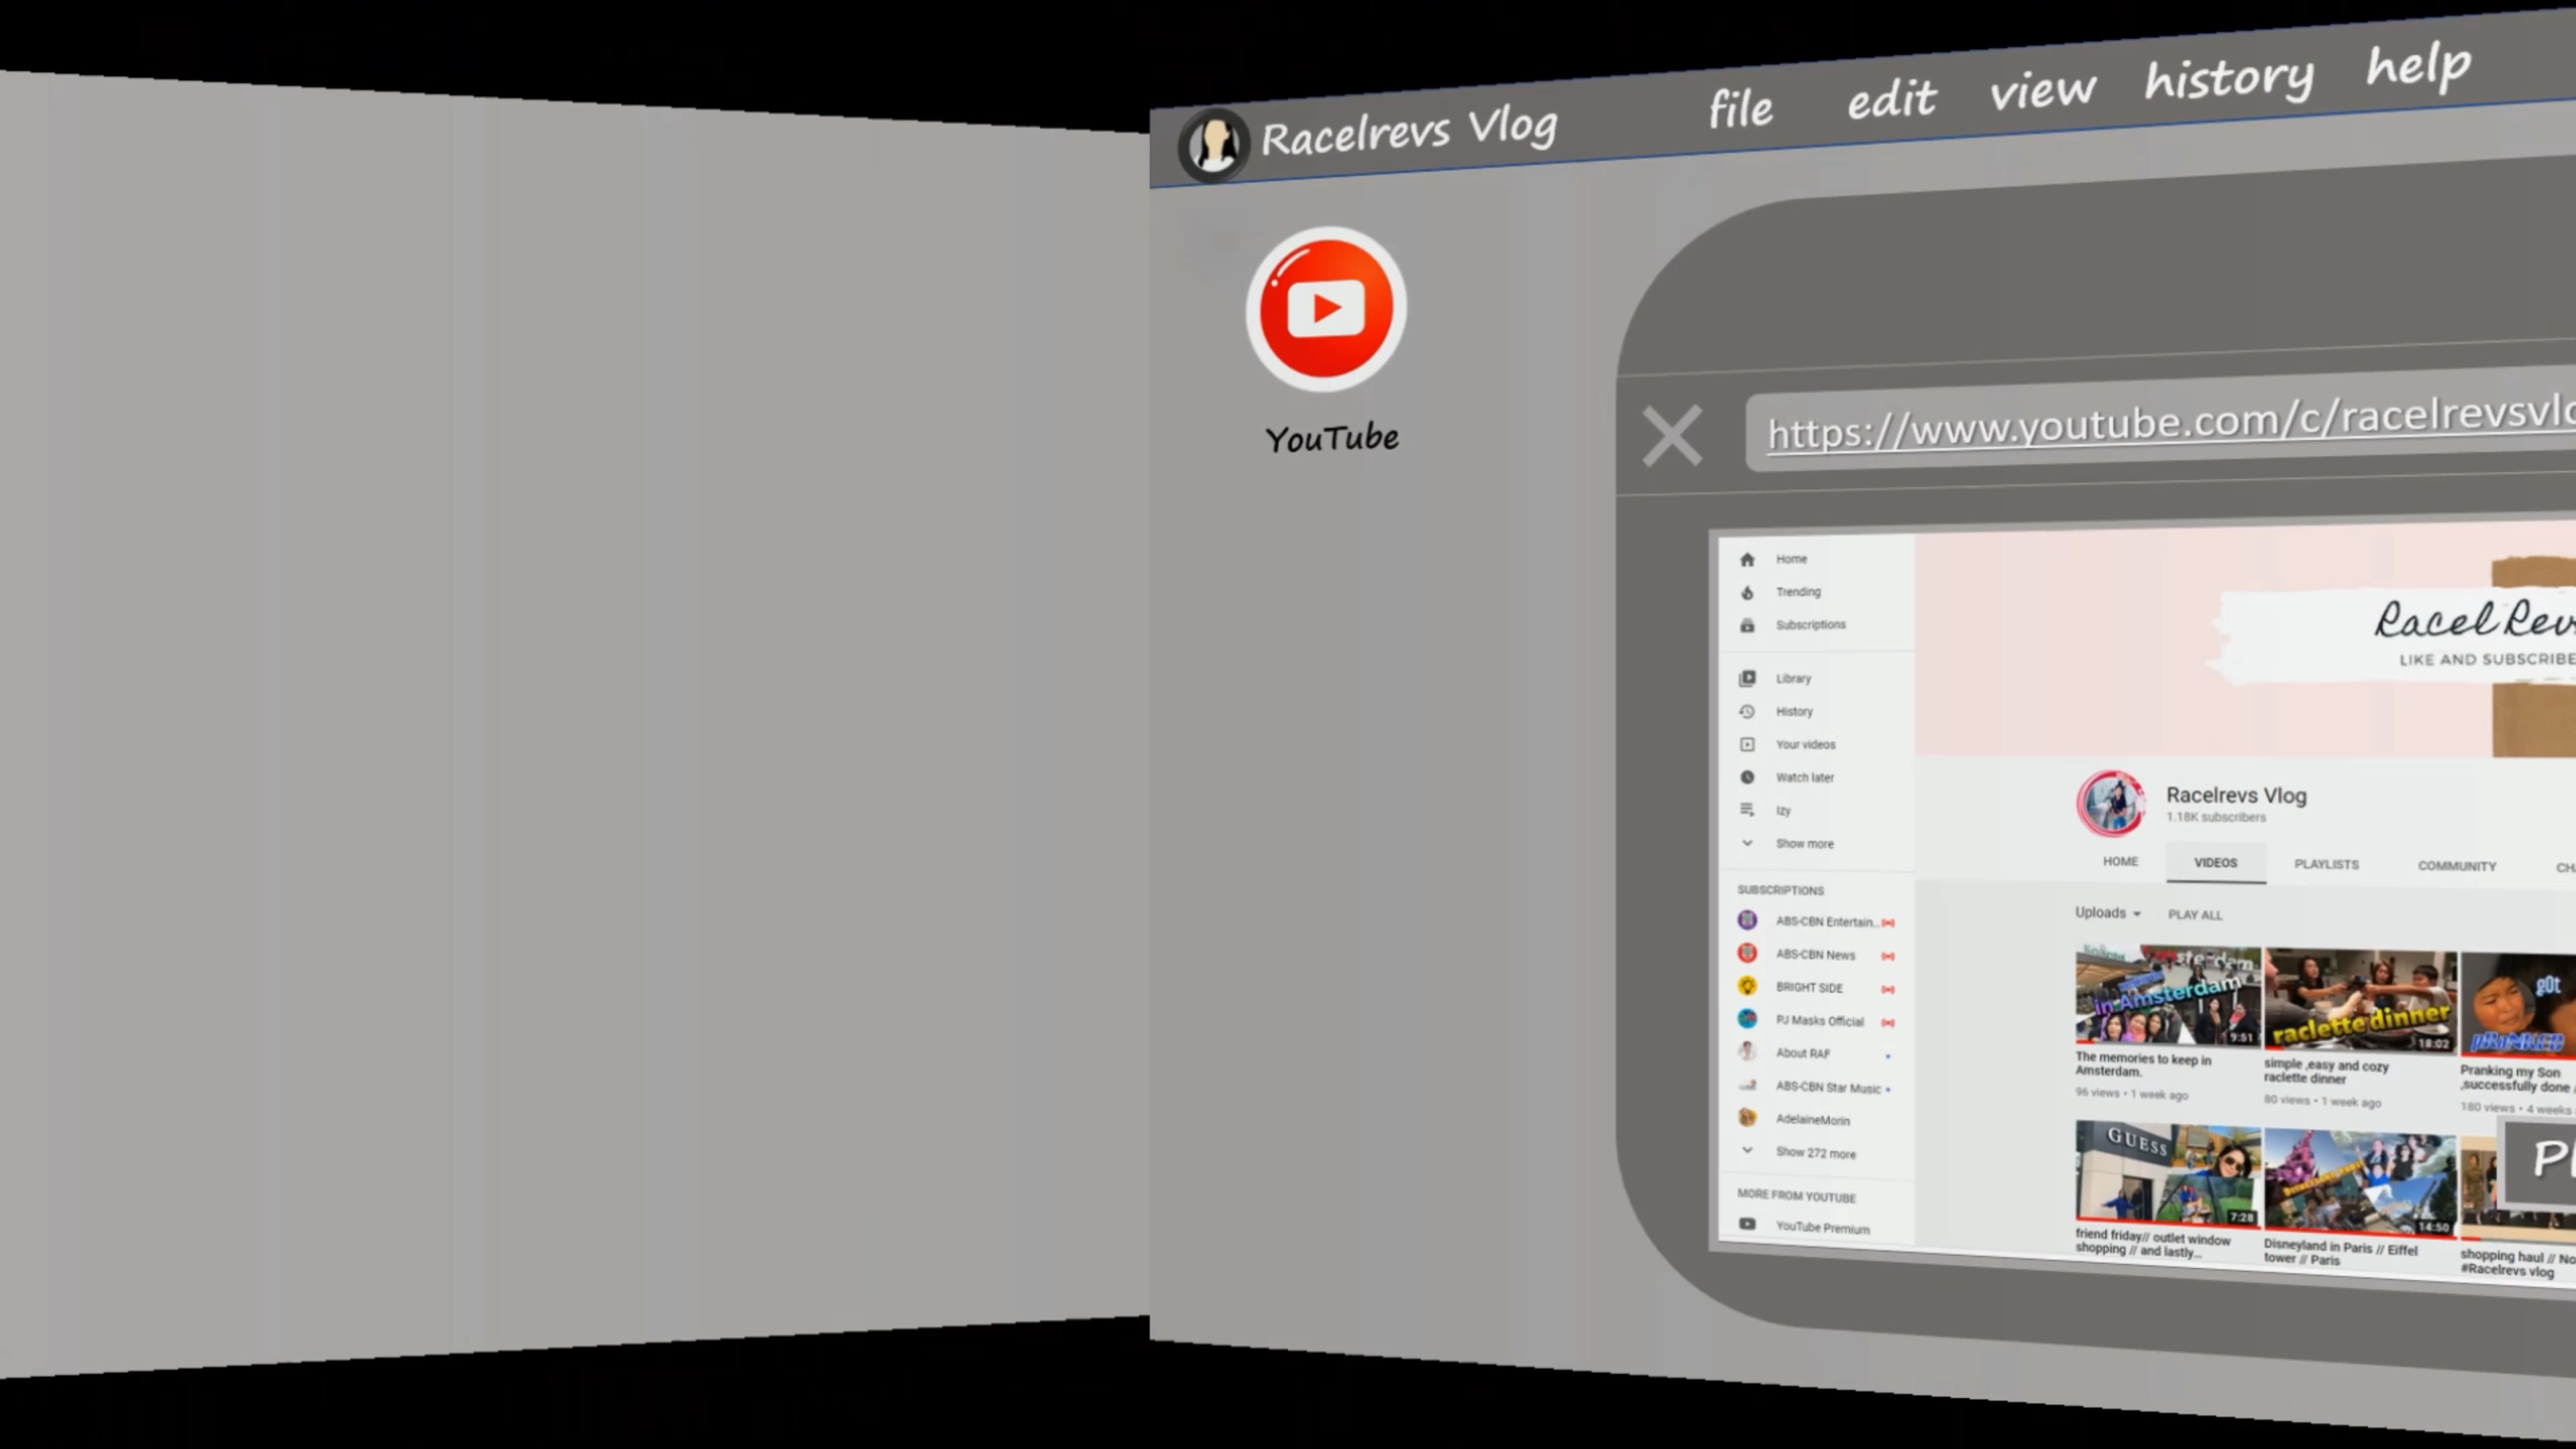 Racelrevs Vlog
file edit view history help
YouTube
https://www.youtube.com/c/racelrevsvlo
Home
Trending
Subscriptions
Library
History
Your videos
Watch later
Izy
Show more
SUBSCRIPTIONS
ABS-CBN Entertain...
ABS-CBN News
BRIGHT SIDE
PJ Masks Official
About RAF
ABS-CBN Star Music
AdelaineMorin
Show 272 more
MORE FROM YOUTUBE
YouTube Premium
Racel Rev
LIKE AND SUBSCRIBE
Racelrevs Vlog
1.18K subscribers
HOME VIDEOS PLAYLISTS COMMUNITY CH
Uploads PLAY ALL
in Amsterdam
9:51
The memories to keep in
Amsterdam.
96 views • 1 week ago
raclette dinner
18:02
simple ,easy and cozy
raclette dinner
80 views • 1 week ago
got
PRANKED
Pranking my Son
,successfully done
180 views • 4 weeks
GUESS
7:28
friend friday// outlet window
shopping // and lastly...
14:50
Disneyland in Paris // Eiffel
tower // Paris
shopping haul // No
#Racelrevs vlog